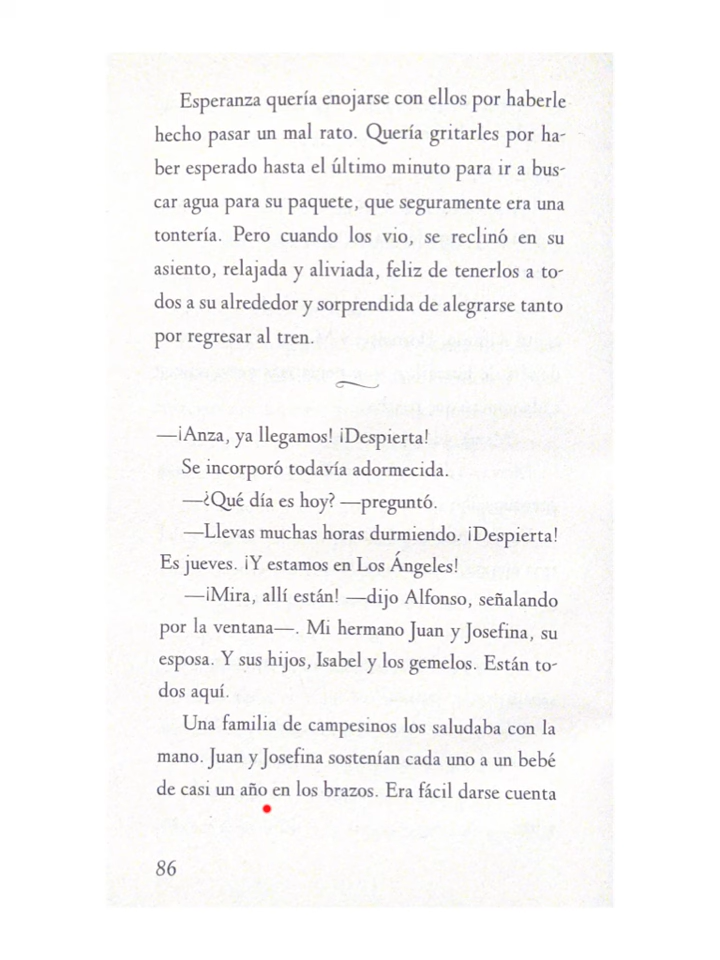 Esperanza quería enojarse con ellos por haberle
hecho pasar un mal rato. Quería gritarles por ha-
ber esperado hasta el último minuto para ir a bus-
car agua para su paquete, que seguramente era una
tontería. Pero cuando los vio, se reclinó en su
asiento, relajada y aliviada, feliz de tenerlos a to-
dos a su alrededor y sorprendida de alegrarse tanto
por regresar al tren.
—¡Anza, ya llegamos! ¡Despierta!
Se incorporó todavía adormecida.
—¿Qué día es hoy? —preguntó.
—Llevas muchas horas durmiendo. ¡Despierta!
Es jueves. ¡Y estamos en Los Ángeles!
—¡Mira, allí están! —dijo Alfonso, señalando
por la ventana—. Mi hermano Juan y Josefina, su
esposa. Y sus hijos, Isabel y los gemelos. Están to-
dos aquí.
Una familia de campesinos los saludaba con la
mano. Juan y Josefina sostenían cada uno a un bebé
de casi un año en los brazos. Era fácil darse cuenta
86